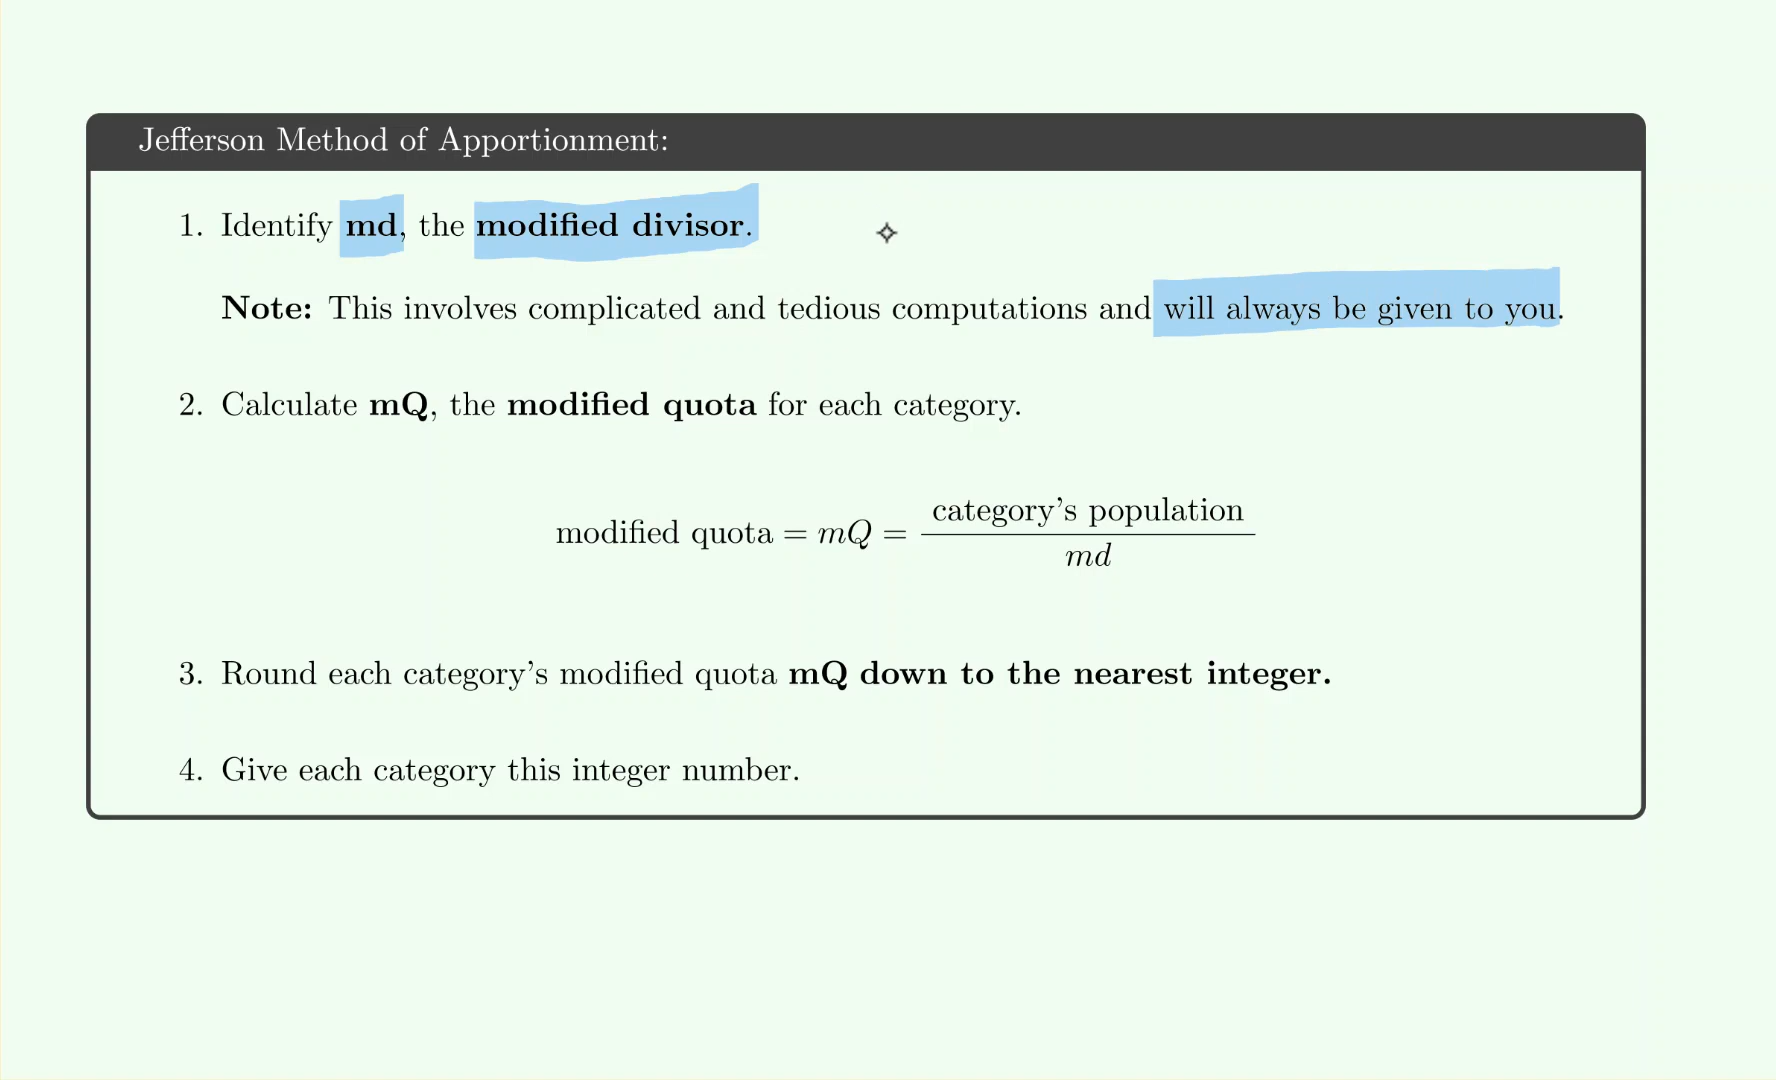 Jefferson Method of Apportionment:
1. Identify md, the modified divisor.
Note: This involves complicated and tedious computations and will always be given to you.
2. Calculate mQ, the modified quota for each category.
modified quota = mQ = category's population / md
3. Round each category's modified quota mQ down to the nearest integer.
4. Give each category this integer number.